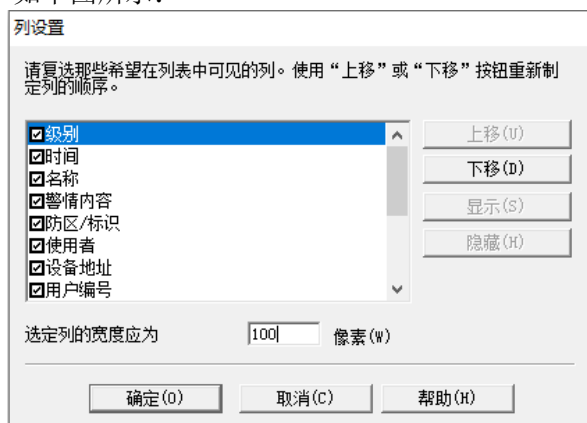 列设置
请复选那些希望在列表中可见的列。使用“上移”或“下移”按钮重新制
定列的顺序。
级别
上移(U)
时间
下移(D)
名称
警情内容
显示(S)
防区/标识
使用者
隐藏(H)
设备地址
用户编号
选定列的宽度应为 100 像素(W)
确定(O) 取消(C) 帮助(H)